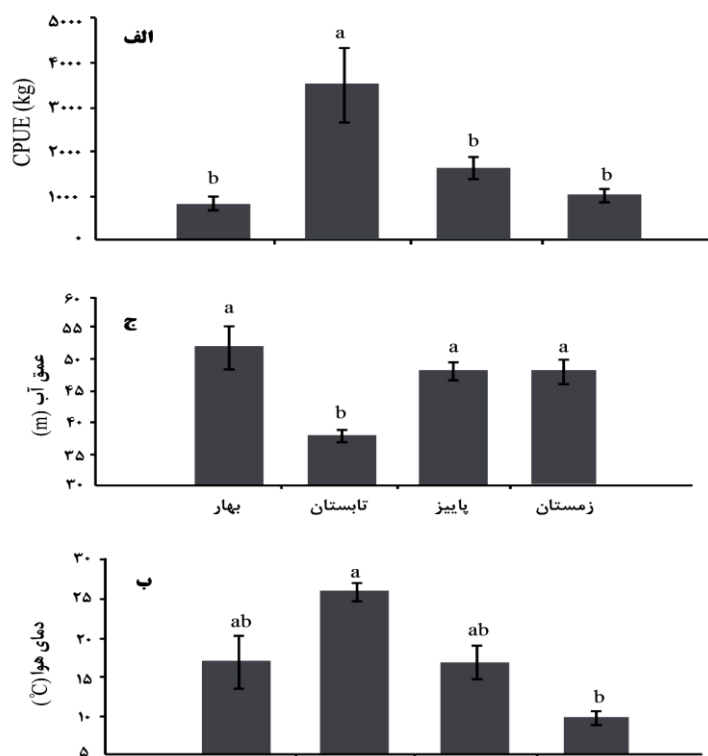 الف
CPUE (kg)
۵۰۰۰
۴۰۰۰
۳۰۰۰
۲۰۰۰
۱۰۰۰
۰
b
a
b
b
ج
عمق آب (m)
۶۰
۵۵
۵۰
۴۵
۴۰
۳۵
۳۰
a
b
a
a
بهار تابستان پاییز زمستان
ب
دمای هوا (℃)
۳۰
۲۵
۲۰
۱۵
۱۰
۵
ab
a
ab
b